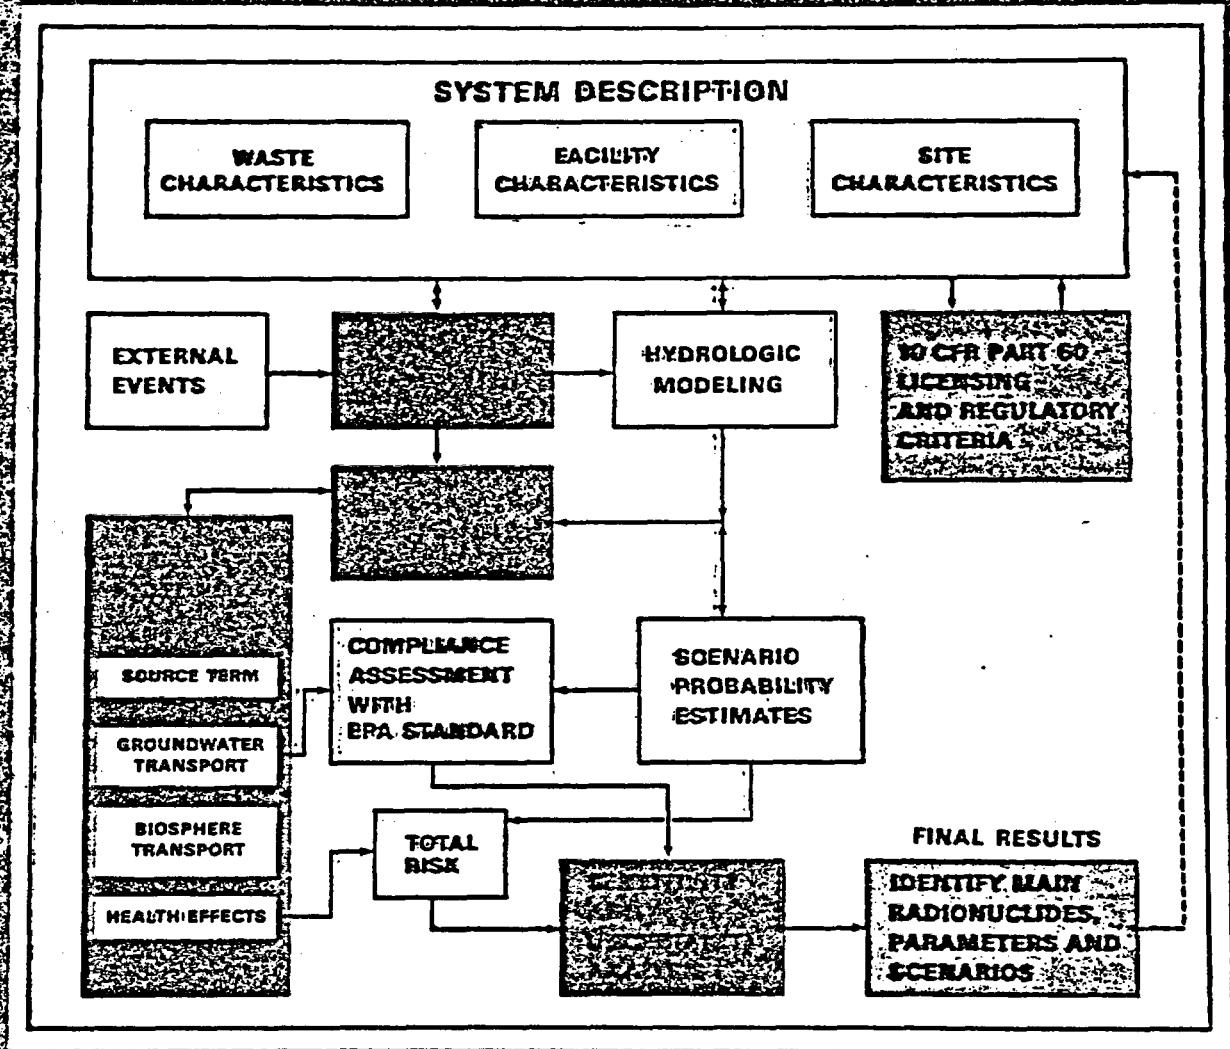 SYSTEM DESCRIPTION
WASTE
CHARACTERISTICS
FACILITY
CHARACTERISTICS
SITE
CHARACTERISTICS
EXTERNAL
EVENTS
HYDROLOGIC
MODELING
10 CFR PART 60
LICENSING
AND REGULATORY
CRITERIA
SOURCE TERM
GROUNDWATER
TRANSPORT
BIOSPHERE
TRANSPORT
HEALTH EFFECTS
COMPLIANCE
ASSESSMENT
WITH
EPA STANDARD
SCENARIO
PROBABILITY
ESTIMATES
TOTAL
RISK
FINAL RESULTS
IDENTIFY MAIN
RADIONUCLIDES,
PARAMETERS AND
SCENARIOS